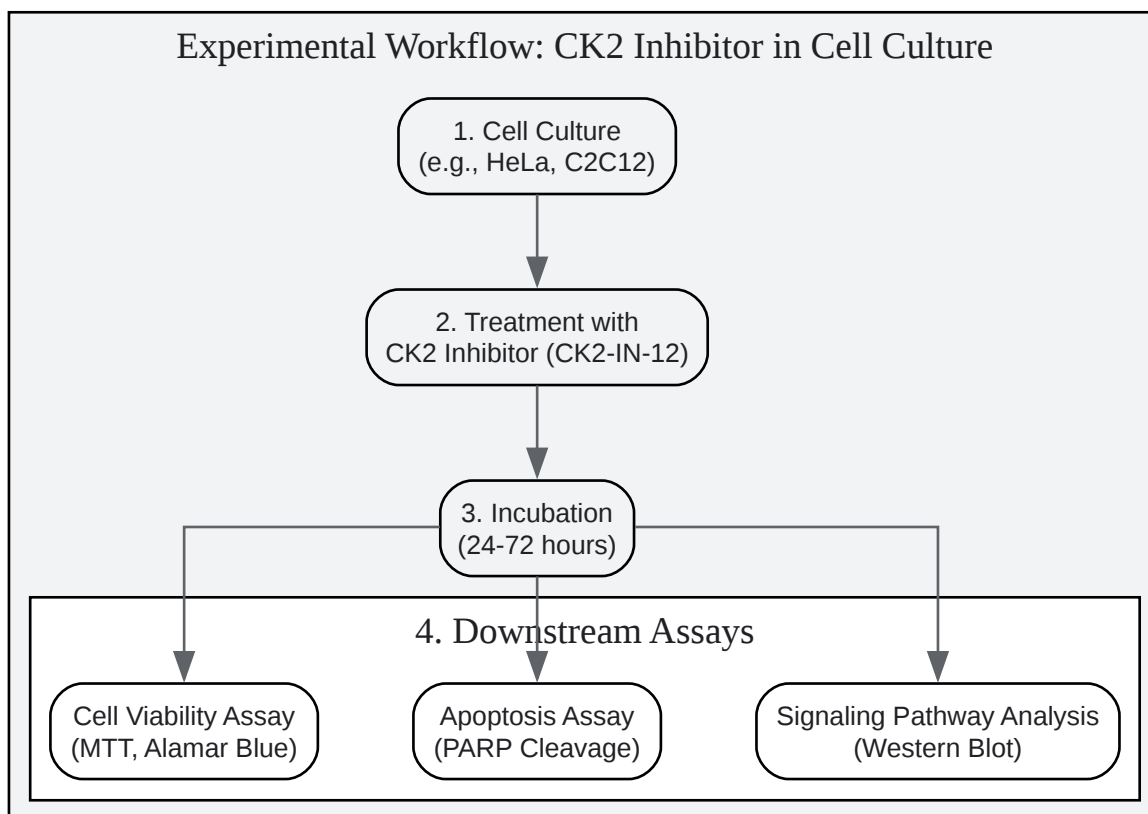 Experimental Workflow: CK2 Inhibitor in Cell Culture
1. Cell Culture
(e.g., HeLa, C2C12)
2. Treatment with
CK2 Inhibitor (CK2-IN-12)
3. Incubation
(24-72 hours)
4. Downstream Assays
Cell Viability Assay
(MTT, Alamar Blue)
Apoptosis Assay
(PARP Cleavage)
Signaling Pathway Analysis
(Western Blot)